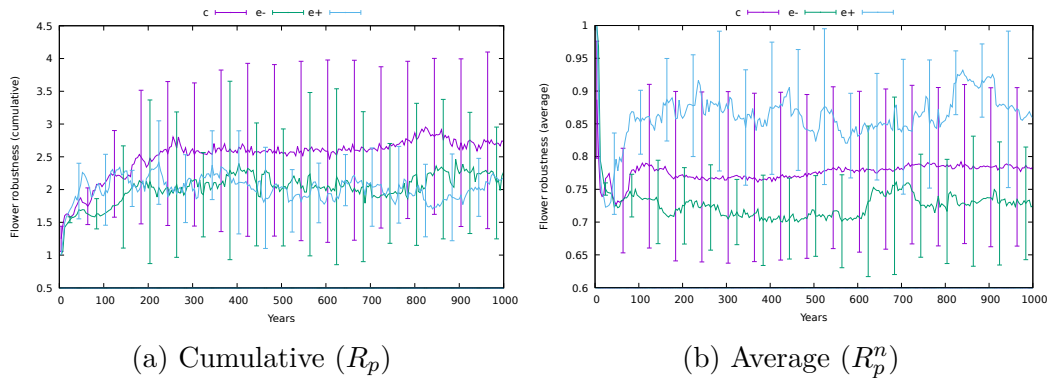 c e- e+
Flower robustness (cumulative)
4.5
4
3.5
3
2.5
2
1.5
1
0.5
0 100 200 300 400 500 600 700 800 900 1000
Years
(a) Cumulative (R_p)
c e- e+
Flower robustness (average)
1
0.95
0.9
0.85
0.8
0.75
0.7
0.65
0.6
0 100 200 300 400 500 600 700 800 900 1000
Years
(b) Average (R_p^n)